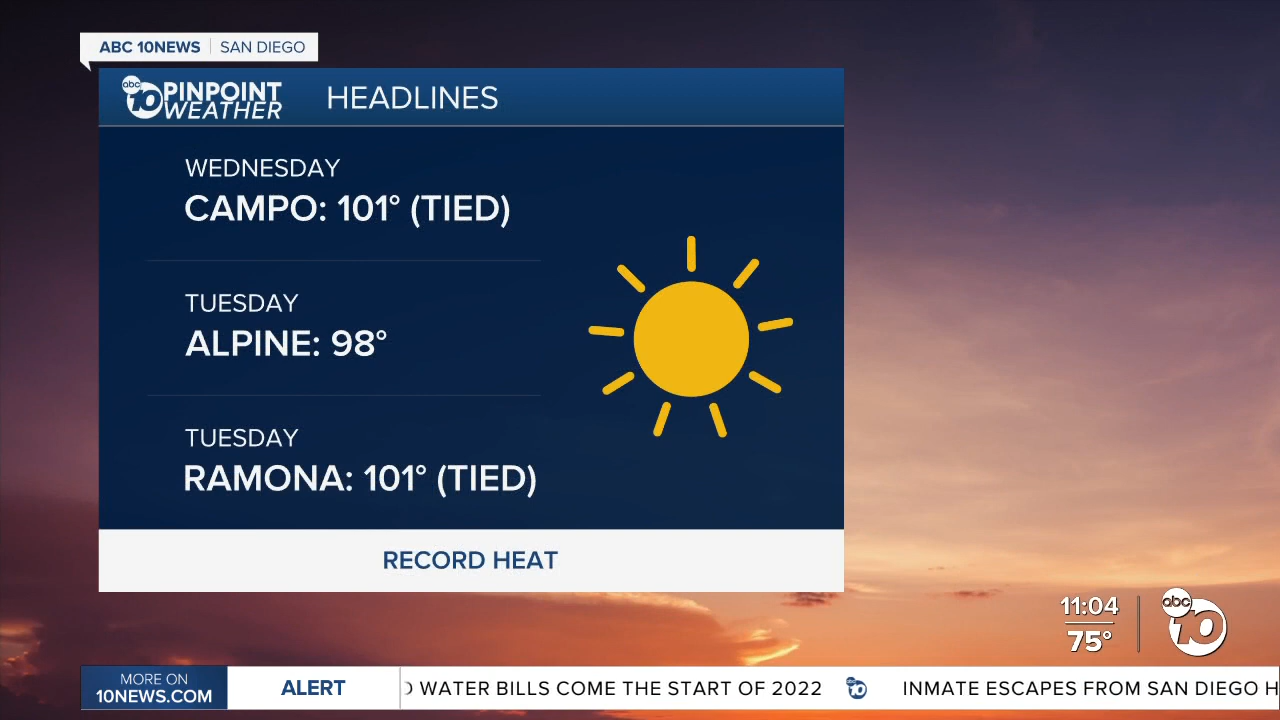 ABC 10NEWS | SAN DIEGO
abc 10 PINPOINT WEATHER
HEADLINES
WEDNESDAY
CAMPO: 101° (TIED)
TUESDAY
ALPINE: 98°
TUESDAY
RAMONA: 101° (TIED)
RECORD HEAT
11:04
75°
abc 10
MORE ON
10NEWS.COM
ALERT
WATER BILLS COME THE START OF 2022 abc 10 INMATE ESCAPES FROM SAN DIEGO H